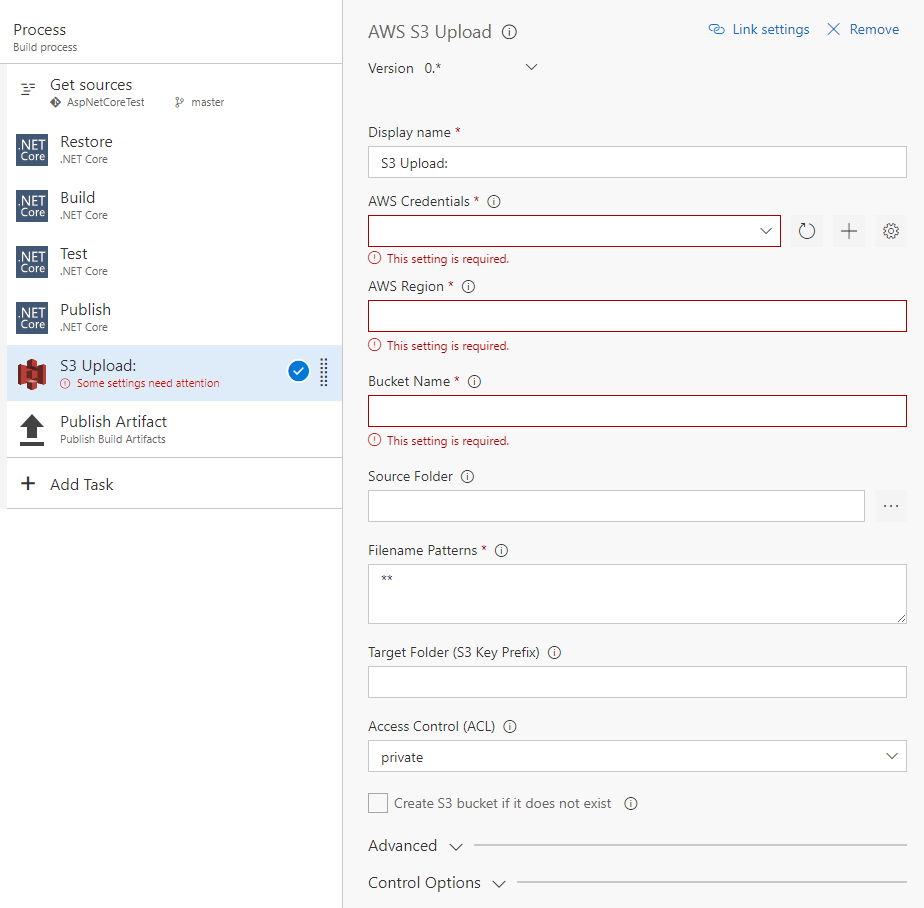 Process
Build process
Get sources
AspNetCoreTest master
.NET
Core
Restore
.NET Core
.NET
Core
Build
.NET Core
.NET
Core
Test
.NET Core
.NET
Core
Publish
.NET Core
S3 Upload:
Some settings need attention
Publish Artifact
Publish Build Artifacts
+ Add Task
AWS S3 Upload
Link settings
Remove
Version 0.*
Display name *
S3 Upload:
AWS Credentials *
This setting is required.
AWS Region *
This setting is required.
Bucket Name *
This setting is required.
Source Folder
...
Filename Patterns *
**
Target Folder (S3 Key Prefix)
Access Control (ACL)
private
Create S3 bucket if it does not exist
Advanced
Control Options